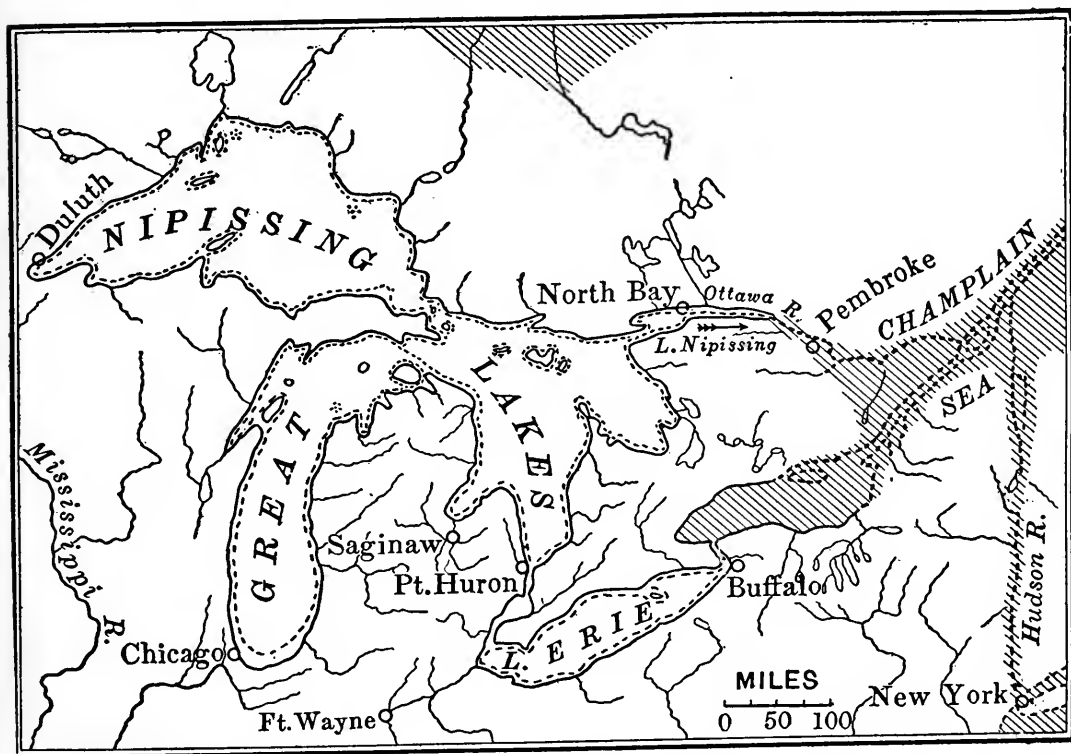 Duluth
NIPISSING
GREAT
LAKES
North Bay
Ottawa R.
L. Nipissing
Pembroke
CHAMPLAIN
SEA
Mississippi R.
Saginaw
Pt. Huron
Buffalo
Hudson R.
L. ERIE
Chicago
Ft. Wayne
MILES
0 50 100
New York